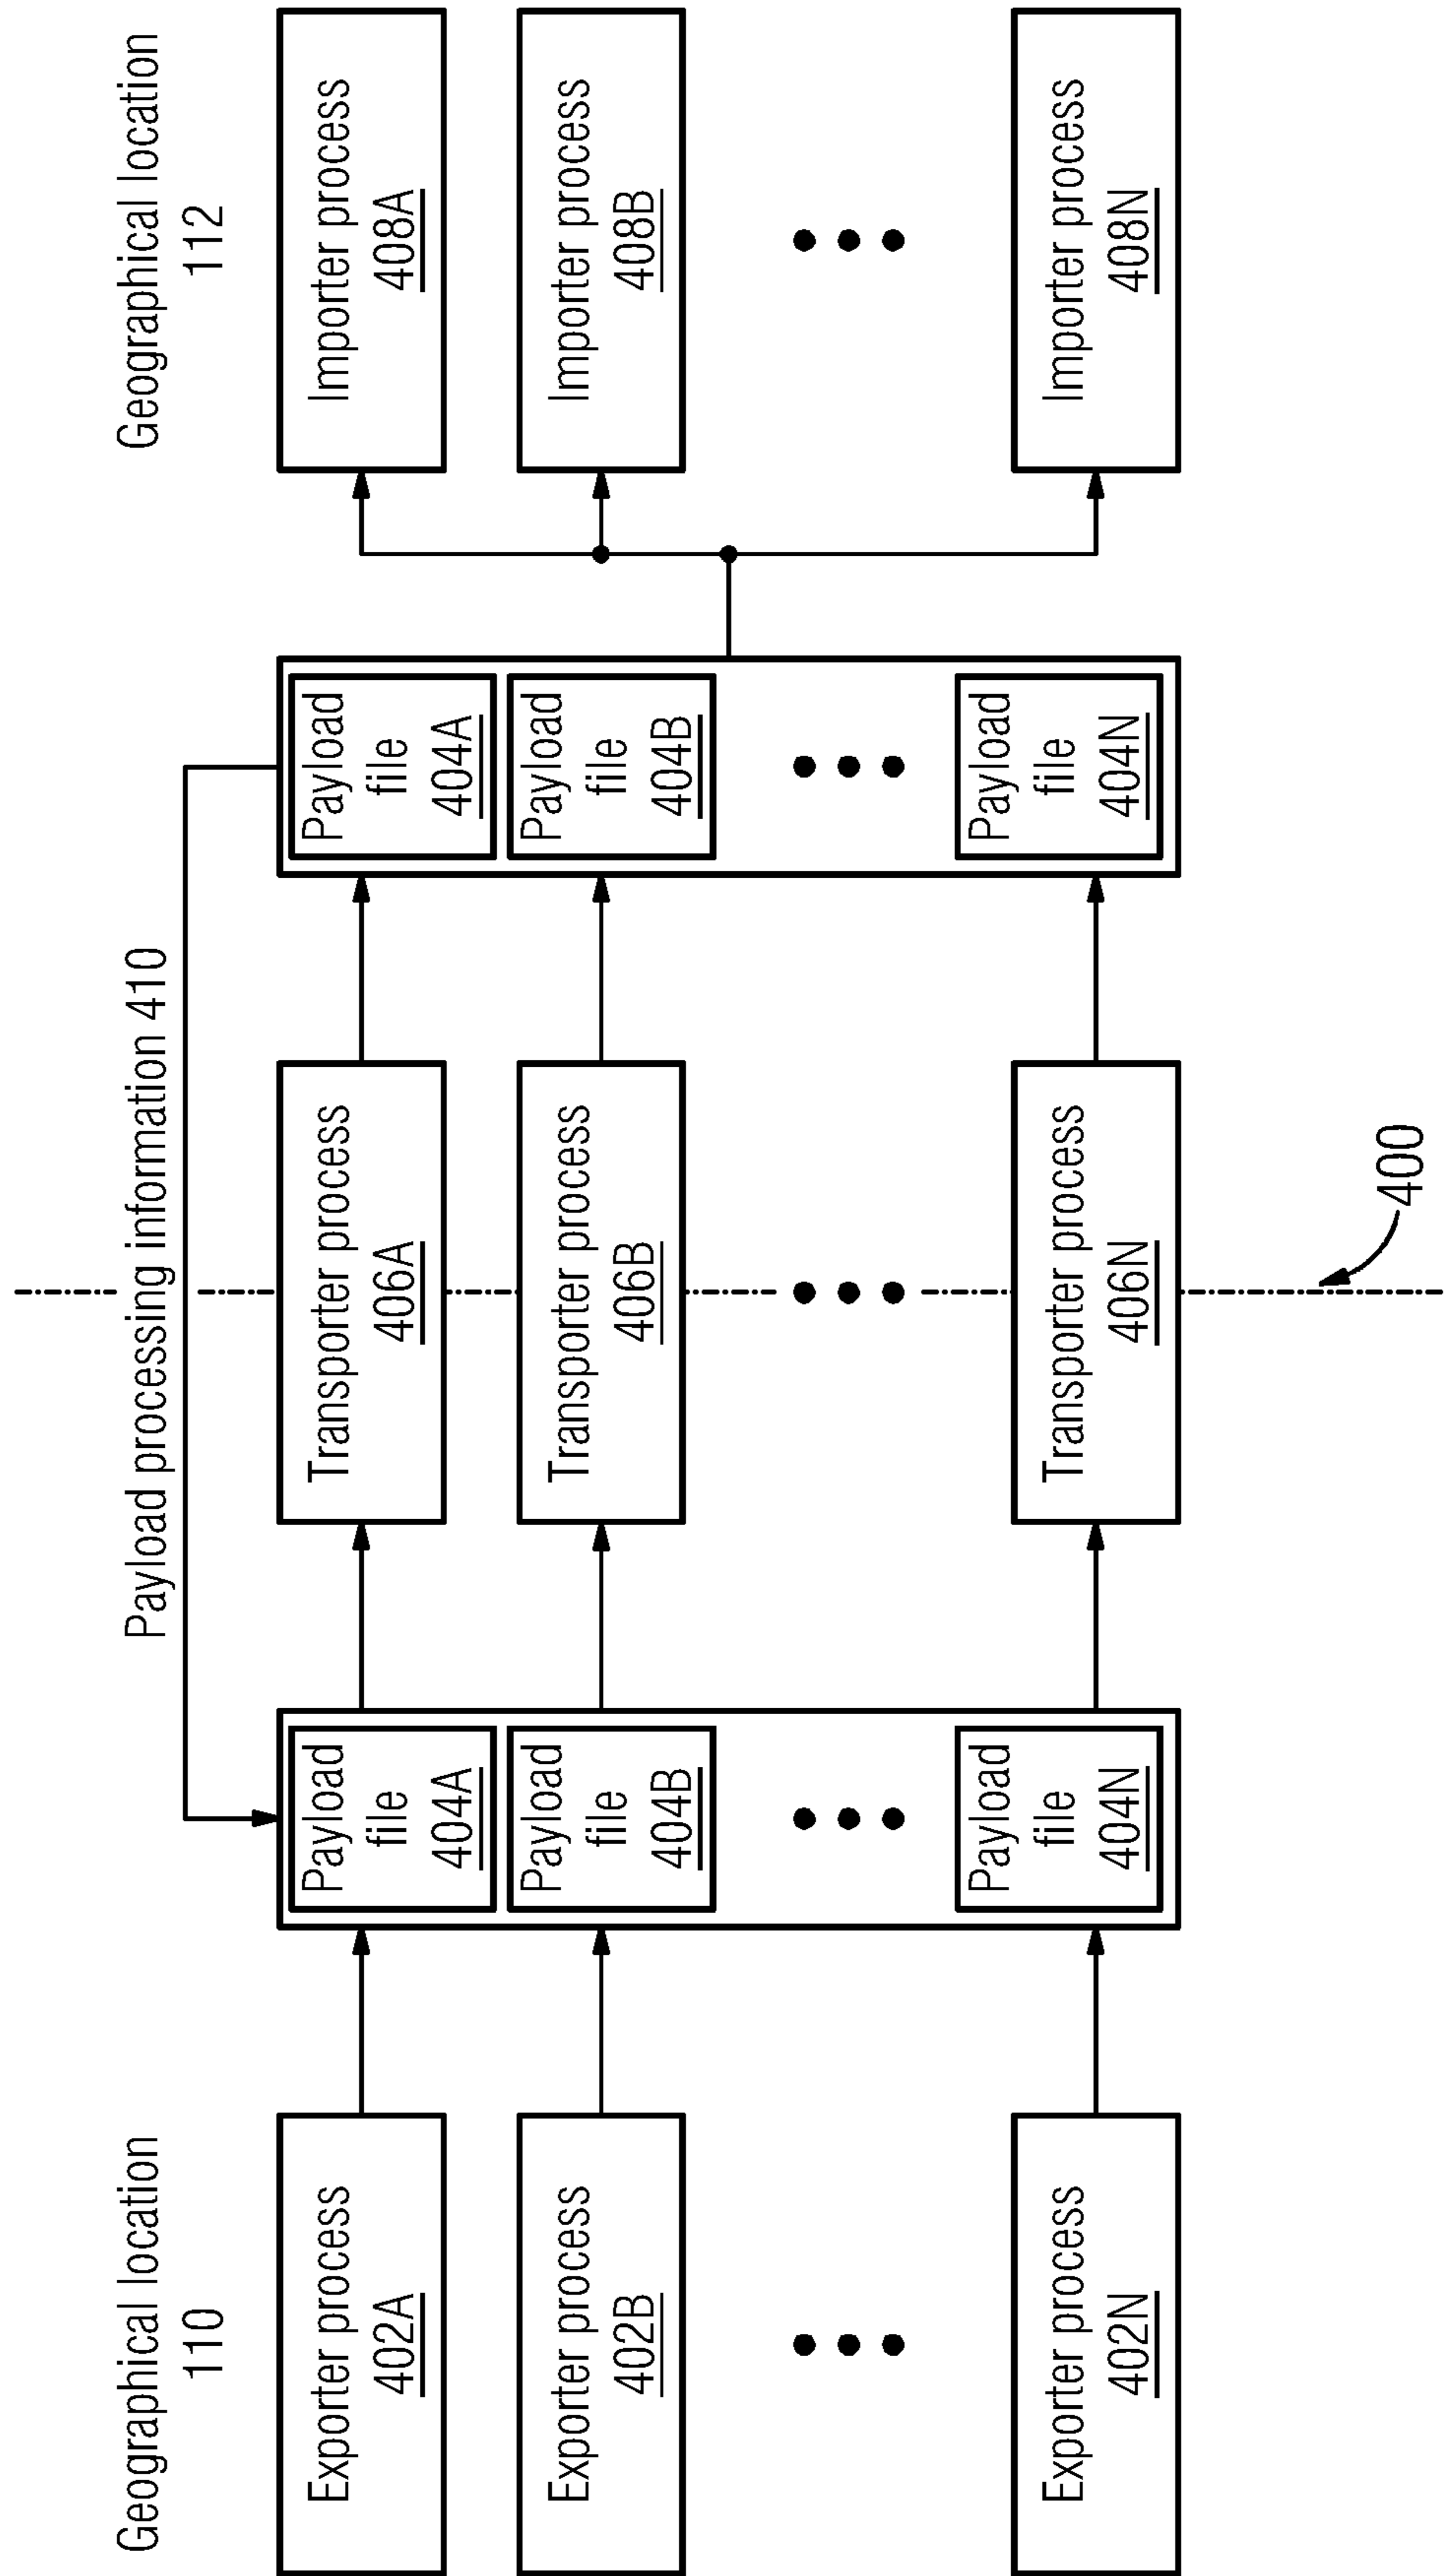 Geographical location
110
Payload processing information 410
Geographical location
112
Exporter process
402A
Payload
file
404A
Transporter process
406A
Payload
file
404A
Importer process
408A
Exporter process
402B
Payload
file
404B
Transporter process
406B
Payload
file
404B
Importer process
408B
Exporter process
402N
Payload
file
404N
Transporter process
406N
Payload
file
404N
Importer process
408N
400